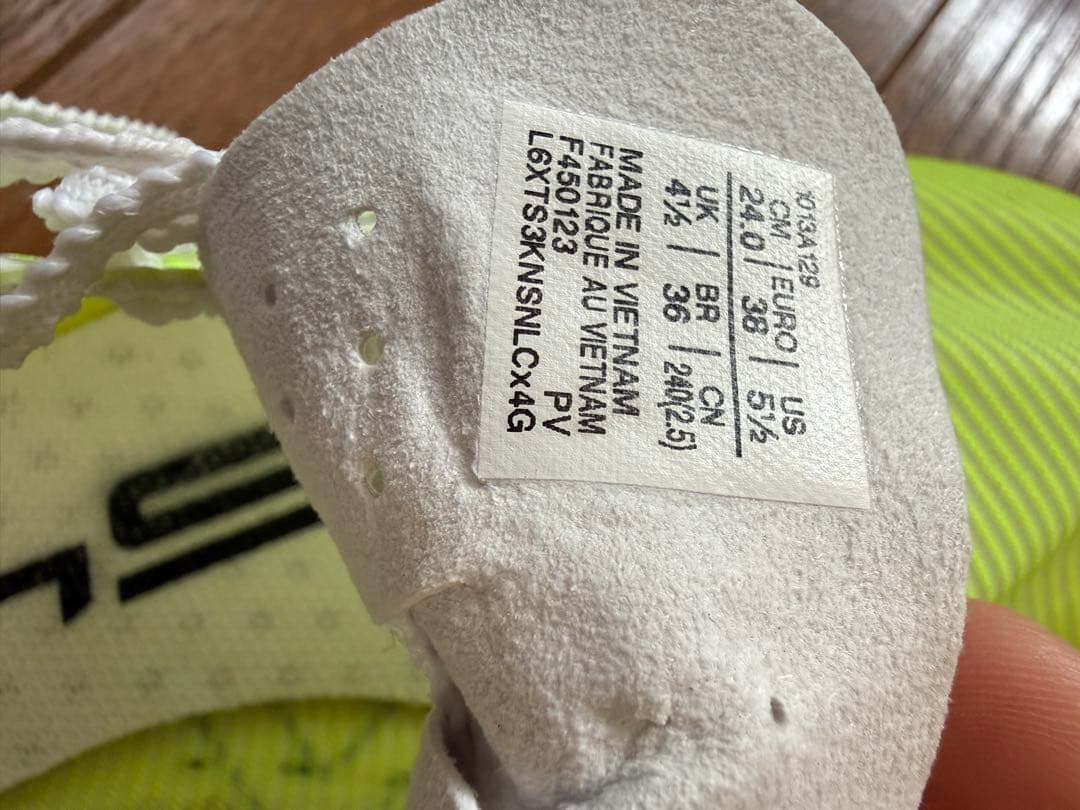 1013A129
CM | EURO | US
24.0 | 38 | 5½
UK | BR | CN
4½ | 36 | 240(2.5)
MADE IN VIETNAM
FABRIQUE AU VIETNAM
F450123 PV
L6XTS3KNSNLCx4G